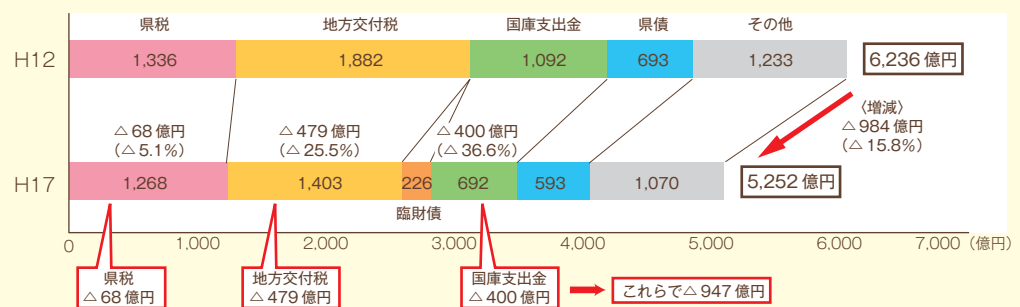 県税 地方交付税 国庫支出金 県債 その他
H12 1,336 1,882 1,092 693 1,233 6,236 億円
〈増減〉
△ 984 億円
(△ 15.8%)
△ 68 億円
(△ 5.1%)
△ 479 億円
(△ 25.5%)
△ 400 億円
(△ 36.6%)
H17 1,268 1,403 226 692 593 1,070 5,252 億円
臨財債
0 1,000 2,000 3,000 4,000 5,000 6,000 7,000 (億円)
県税
△ 68 億円
地方交付税
△ 479 億円
国庫支出金
△ 400 億円
これらで△ 947 億円